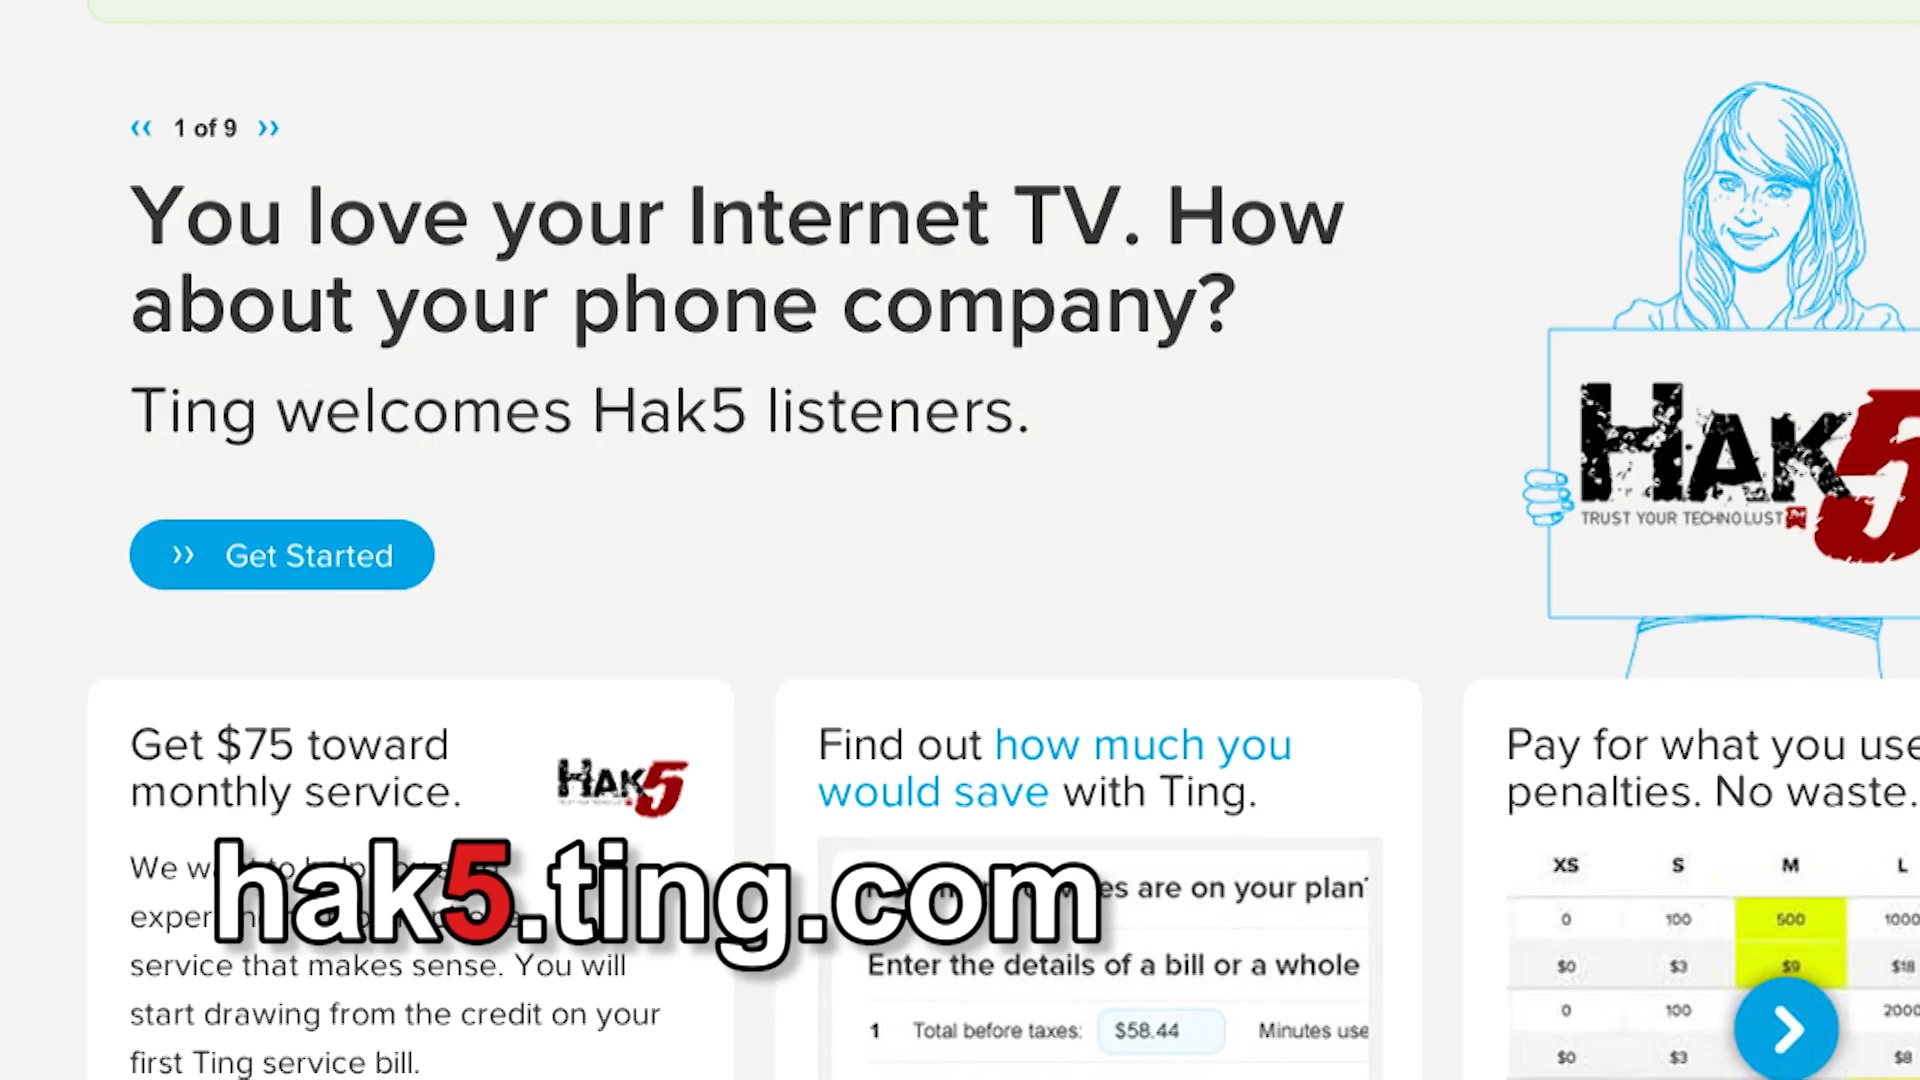 ‹‹ 1 of 9 ››
You love your Internet TV. How
about your phone company?
Ting welcomes Hak5 listeners.
›› Get Started
HAK5
TRUST YOUR TECHNOLUST
Get $75 toward
monthly service.
HAK5
We
service that makes sense. You will
start drawing from the credit on your
first Ting service bill.
hak5.ting.com
Find out how much you
would save with Ting.
are on your plan?
Enter the details of a bill or a whole
1 Total before taxes: $58.44 Minutes use
Pay for what you use
penalties. No waste.
XS S M L
0 100 500 1000
$0 $3 $9 $18
0 100 2000
$0 $3 $8